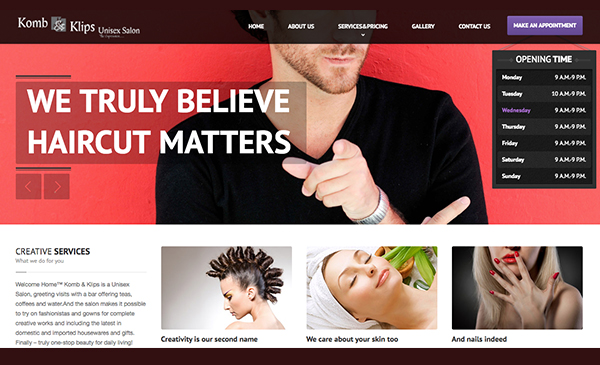 Komb Klips Unisex Salon
HOME ABOUT US SERVICES & PRICING GALLERY CONTACT US MAKE AN APPOINTMENT
WE TRULY BELIEVE
HAIRCUT MATTERS
OPENING TIME
Monday 9 A.M.-9 P.M.
Tuesday 10 A.M.-9 P.M.
Wednesday 9 A.M.-9 P.M.
Thursday 9 A.M.-9 P.M.
Friday 9 A.M.-9 P.M.
Saturday 9 A.M.-9 P.M.
Sunday 9 A.M.-9 P.M.
CREATIVE SERVICES
What we do for you
Welcome Home™ Komb & Klips is a Unisex
Salon, greeting visits with a bar offering teas,
coffees and water.And the salon makes it possible
to try on fashionistas and gowns for complete
creative works and including the latest in
domestic and imported housewares and gifts.
Finally – truly one-stop beauty for daily living!
Creativity is our second name
We care about your skin too
And nails indeed